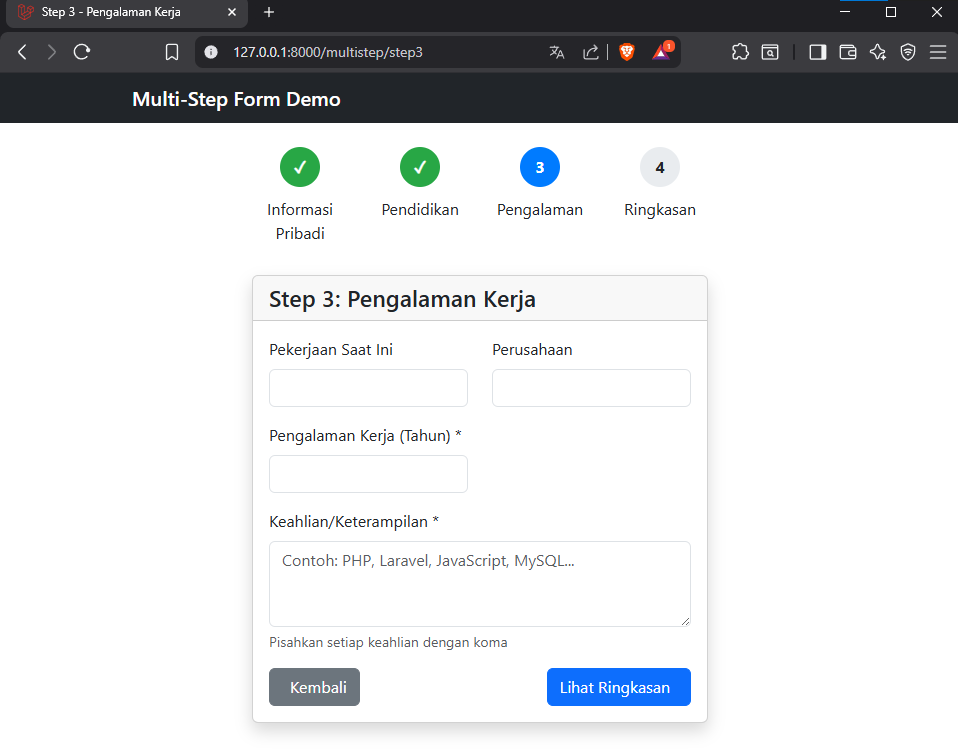 Step 3 - Pengalaman Kerja
127.0.0.1:8000/multistep/step3
1
Multi-Step Form Demo
✓ ✓ 3 4
Informasi Pribadi
Pendidikan
Pengalaman
Ringkasan
Step 3: Pengalaman Kerja
Pekerjaan Saat Ini
Perusahaan
Pengalaman Kerja (Tahun) *
Keahlian/Keterampilan *
Contoh: PHP, Laravel, JavaScript, MySQL...
Pisahkan setiap keahlian dengan koma
Kembali
Lihat Ringkasan